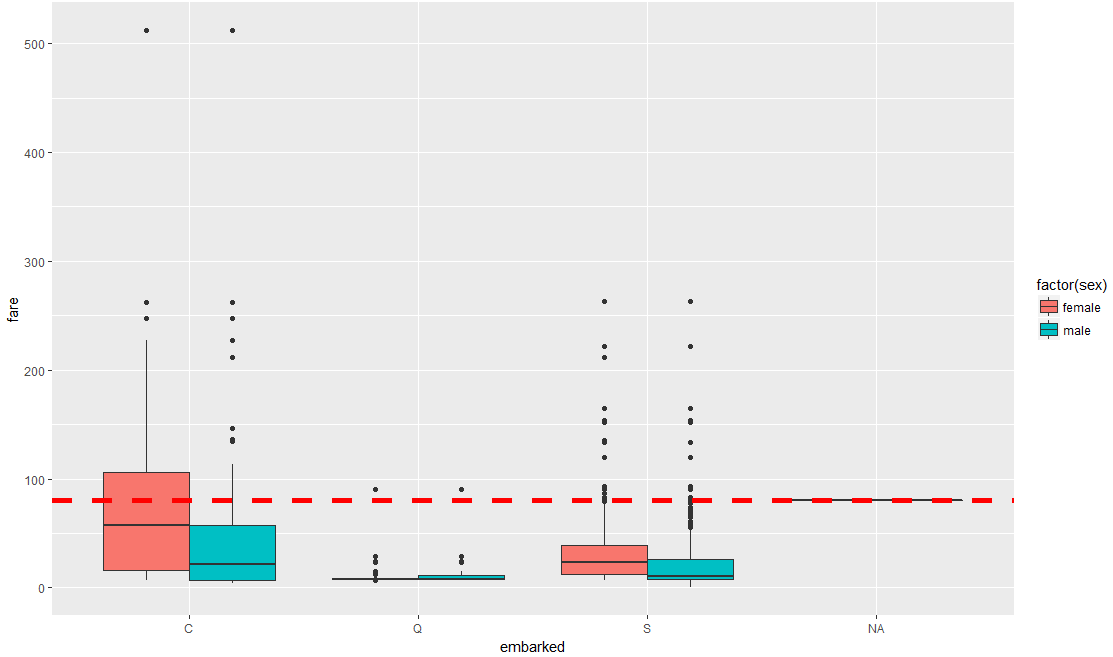 500
400
300
200
100
0
fare
C Q S NA
embarked
factor(sex)
female
male